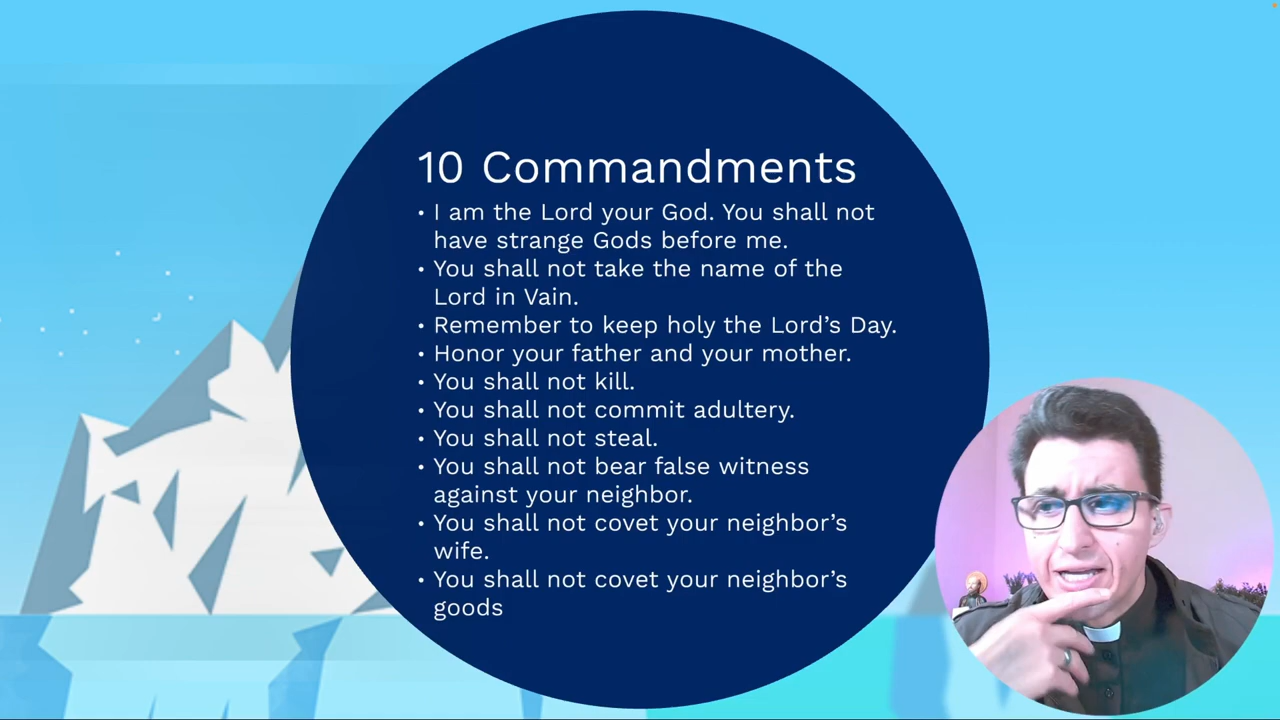 10 Commandments
• I am the Lord your God. You shall not
have strange Gods before me.
• You shall not take the name of the
Lord in Vain.
• Remember to keep holy the Lord’s Day.
• Honor your father and your mother.
• You shall not kill.
• You shall not commit adultery.
• You shall not steal.
• You shall not bear false witness
against your neighbor.
• You shall not covet your neighbor’s
wife.
• You shall not covet your neighbor’s
goods